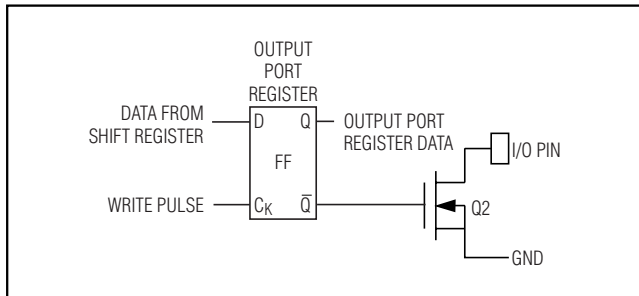 OUTPUT
PORT
REGISTER
DATA FROM
SHIFT REGISTER
D
Q
OUTPUT PORT
REGISTER DATA
FF
I/O PIN
WRITE PULSE
CK
Q̅
Q2
GND